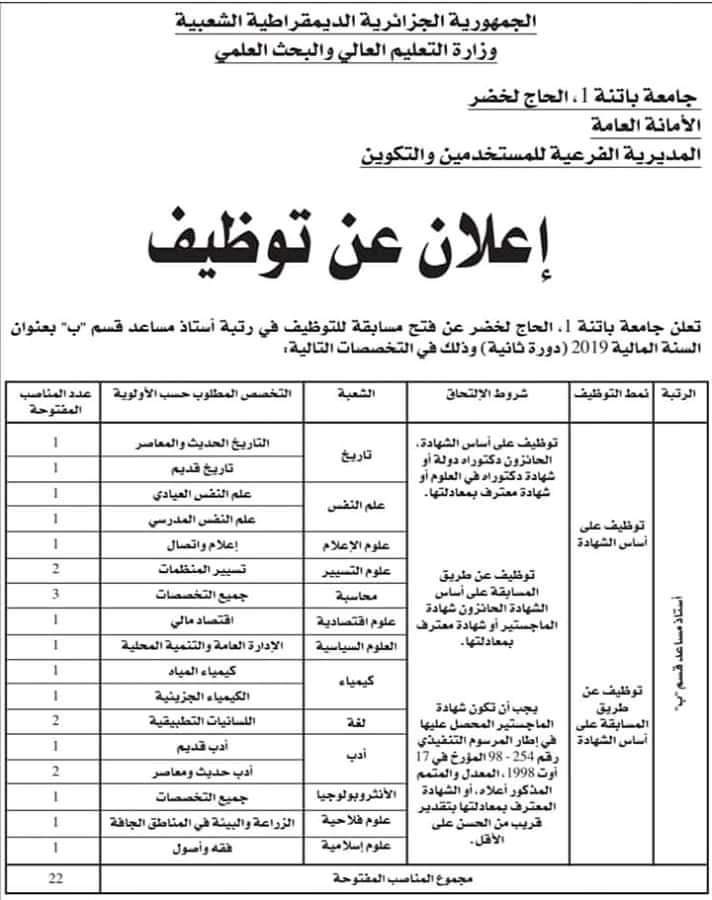 الجمهورية الجزائرية الديمقراطية الشعبية
وزارة التعليم العالي والبحث العلمي
جامعة باتنة 1، الحاج لخضر
الأمانة العامة
المديرية الفرعية للمستخدمين والتكوين
إعلان عن توظيف
تعلن جامعة باتنة 1، الحاج لخضر عن فتح مسابقة للتوظيف في رتبة أستاذ مساعد قسم "ب" بعنوان
السنة المالية 2019 (دورة ثانية) وذلك في التخصصات التالية:
الرتبة نمط التوظيف شروط الإلتحاق الشعبة التخصص المطلوب حسب الأولوية عدد المناصب المفتوحة
أستاذ مساعد قسم "ب"
توظيف على
أساس الشهادة
توظيف عن
طريق
المسابقة على
أساس الشهادة
توظيف على أساس الشهادة،
الحائزون دكتوراه دولة أو
شهادة دكتوراه في العلوم أو
شهادة معترف بمعادلتها.
توظيف عن طريق
المسابقة على أساس
الشهادة الحائزون شهادة
الماجستير أو شهادة معترف
بمعادلتها.
يجب أن تكون شهادة
الماجستير المحصل عليها
في إطار المرسوم التنفيذي
رقم 254 - 98 المؤرخ في 17
أوت 1998، المعدل والمتمم
المذكور أعلاه، أو الشهادة
المعترف بمعادلتها بتقدير
قريب من الحسن على
الأقل.
تاريخ التاريخ الحديث والمعاصر 1
تاريخ قديم 1
علم النفس علم النفس العيادي 1
علم النفس المدرسي 1
علوم الإعلام إعلام واتصال 1
علوم التسيير تسيير المنظمات 2
محاسبة جميع التخصصات 3
علوم اقتصادية اقتصاد مالي 1
العلوم السياسية الإدارة العامة والتنمية المحلية 1
كيمياء كيمياء المياه 1
الكيمياء الجزيئية 1
لغة اللسانيات التطبيقية 2
أدب أدب قديم 1
أدب حديث ومعاصر 2
الأنثروبولوجيا جميع التخصصات 1
علوم فلاحية الزراعة والبيئة في المناطق الجافة 1
علوم إسلامية فقه وأصول 1
مجموع المناصب المفتوحة 22